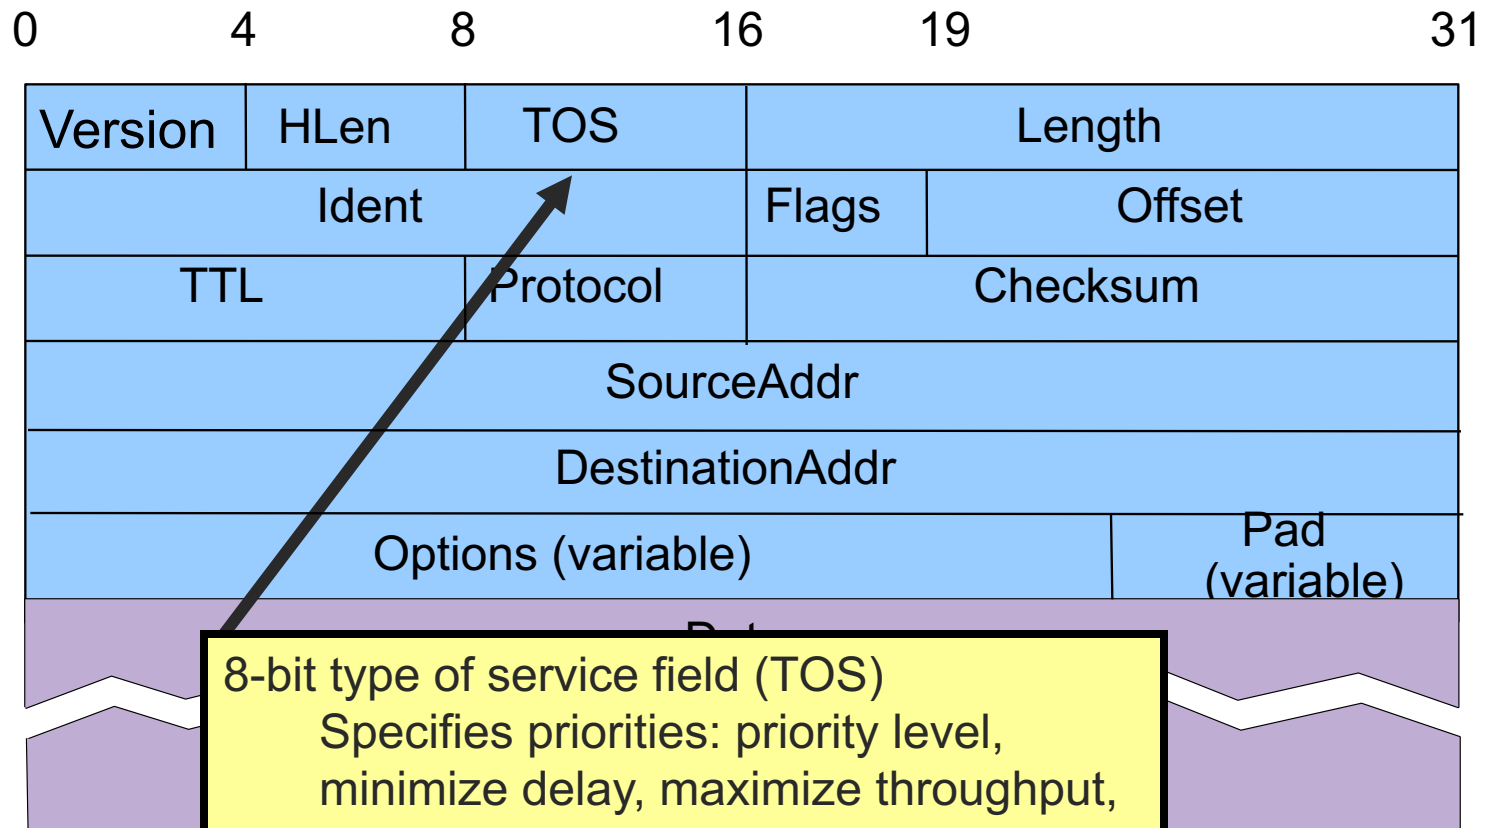 0 4 8 16 19 31
Version HLen TOS Length
Ident Flags Offset
TTL Protocol Checksum
SourceAddr
DestinationAddr
Options (variable) Pad
(variable)
8-bit type of service field (TOS)
Specifies priorities: priority level,
minimize delay, maximize throughput,